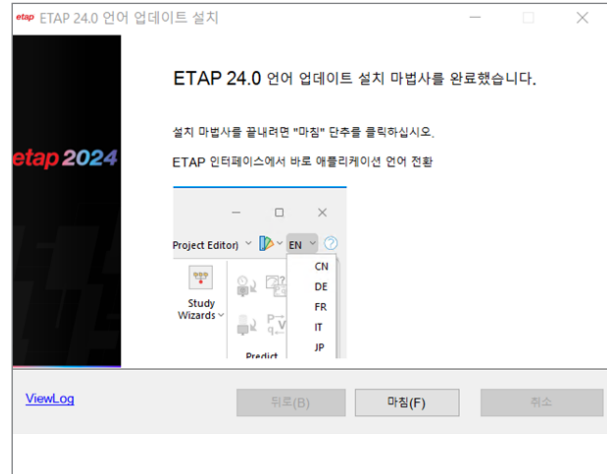 etap ETAP 24.0 언어 업데이트 설치
ETAP 24.0 언어 업데이트 설치 마법사를 완료했습니다.
설치 마법사를 끝내려면 "마침" 단추를 클릭하십시오.
etap 2024
ETAP 인터페이스에서 바로 애플리케이션 언어 전환
Project Editor)
EN
CN
DE
FR
IT
JP
Study
Wizards
Predict
ViewLog
뒤로(B)
마침(F)
취소